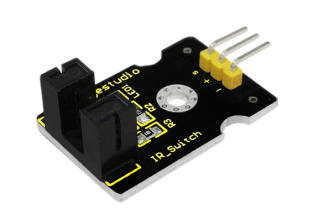 estudio
LED1
R2
R3
IR_Switch
S
+
-